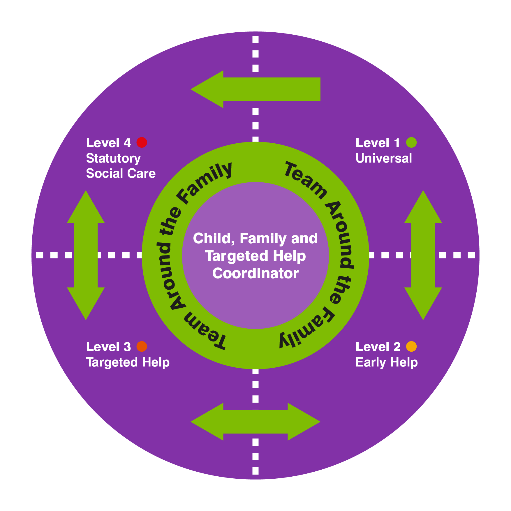 Level 4
Statutory
Social Care
Level 1
Universal
Team Around the Family
Team Around the Family
Child, Family and
Targeted Help
Coordinator
Level 3
Targeted Help
Level 2
Early Help